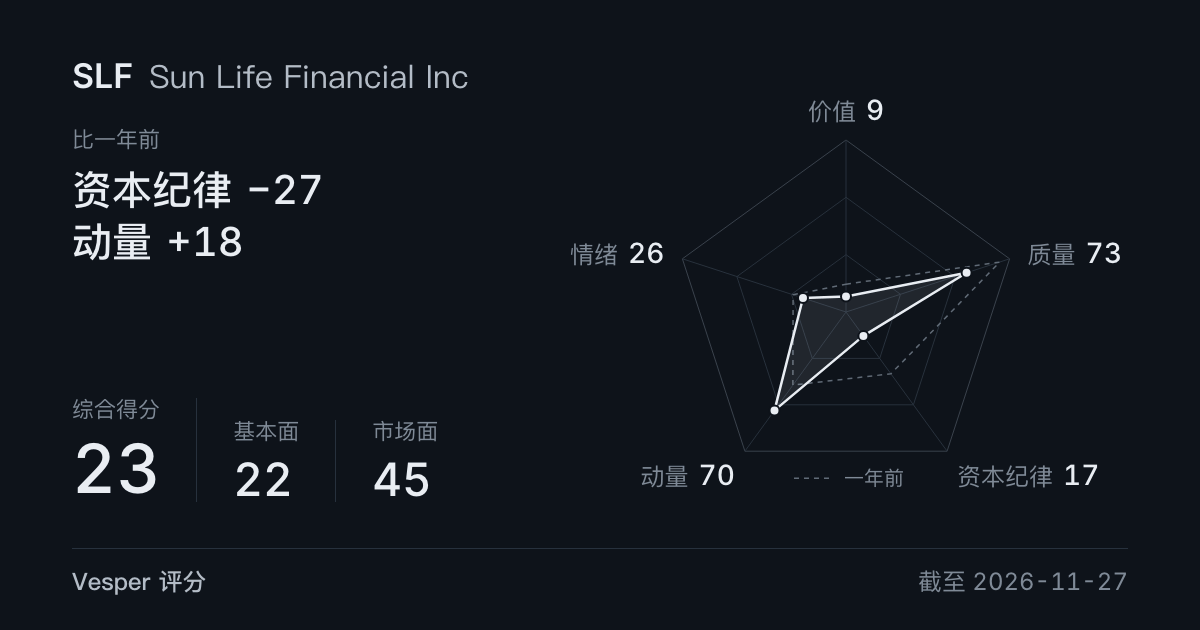 SLF Sun Life Financial Inc
比一年前
资本纪律 −27
动量 +18
价值 9
情绪 26
质量 73
动量 70
一年前
资本纪律 17
综合得分
23
基本面
22
市场面
45
Vesper 评分
截至 2026-11-27